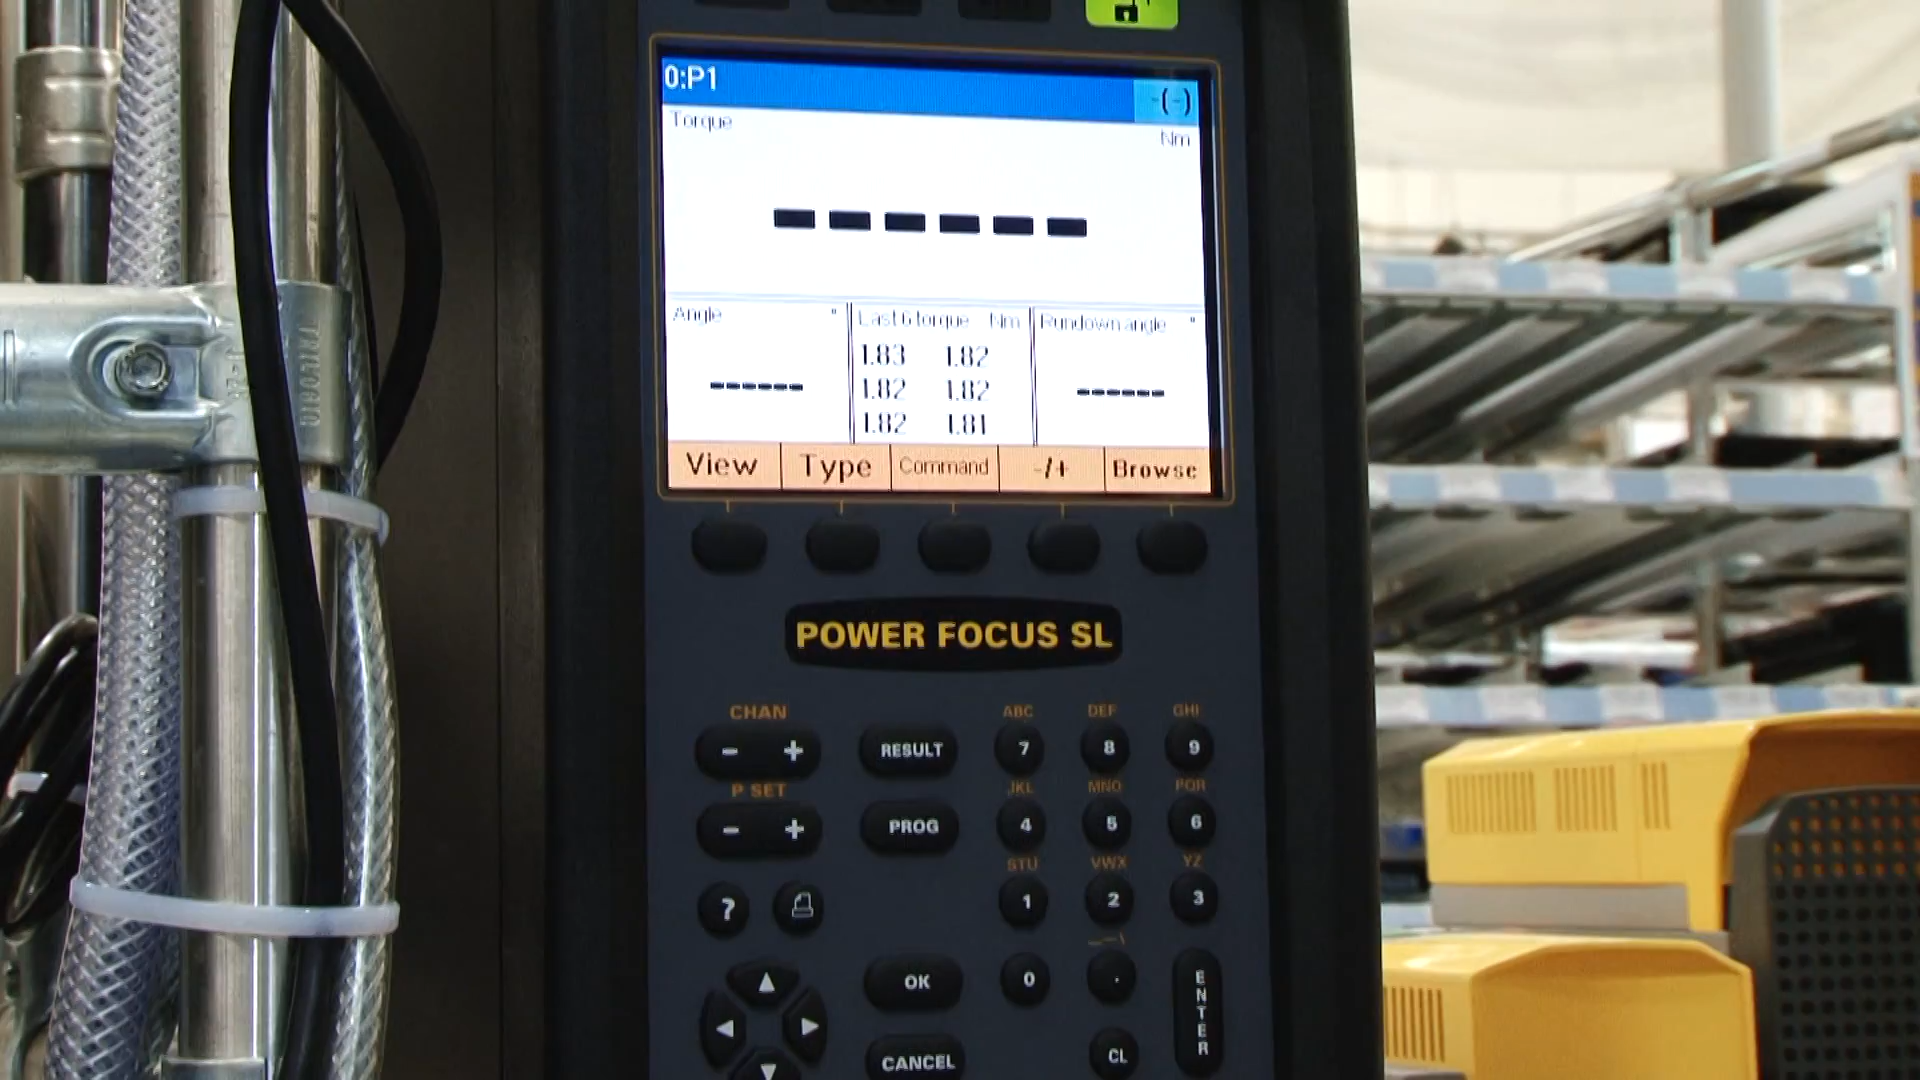 0:P1
-(-)
Torque
Nm
------
Angle °
------
Last 6 torque Nm
1.83 1.82
1.82 1.82
1.82 1.81
Rundown angle °
------
View Type Command -/+ Browse
POWER FOCUS SL
CHAN
- +
RESULT
ABC DEF GHI
7 8 9
P SET
- +
PROG
JKL MNO PQR
4 5 6
STU VWX YZ
? 1 2 3
OK 0 .
ENTER
CANCEL CL